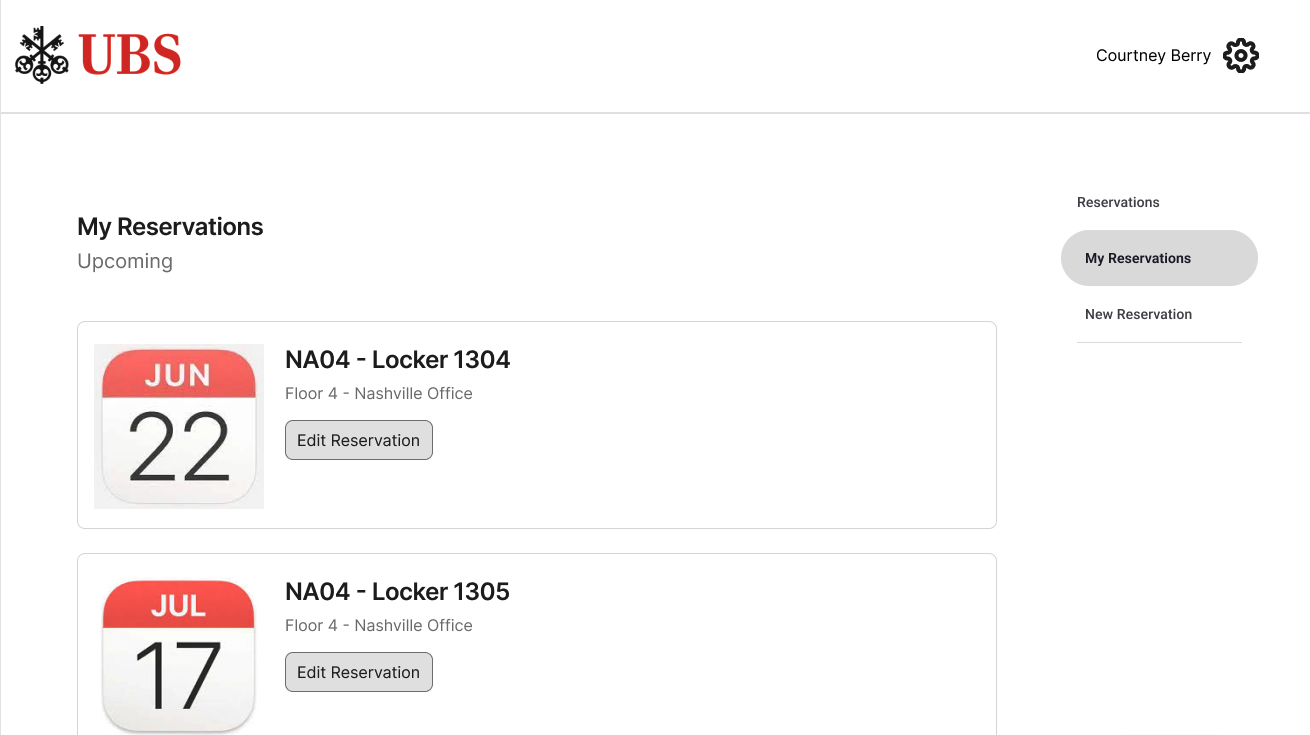 UBS
Courtney Berry
My Reservations
Upcoming
JUN
22
NA04 - Locker 1304
Floor 4 - Nashville Office
Edit Reservation
JUL
17
NA04 - Locker 1305
Floor 4 - Nashville Office
Edit Reservation
Reservations
My Reservations
New Reservation